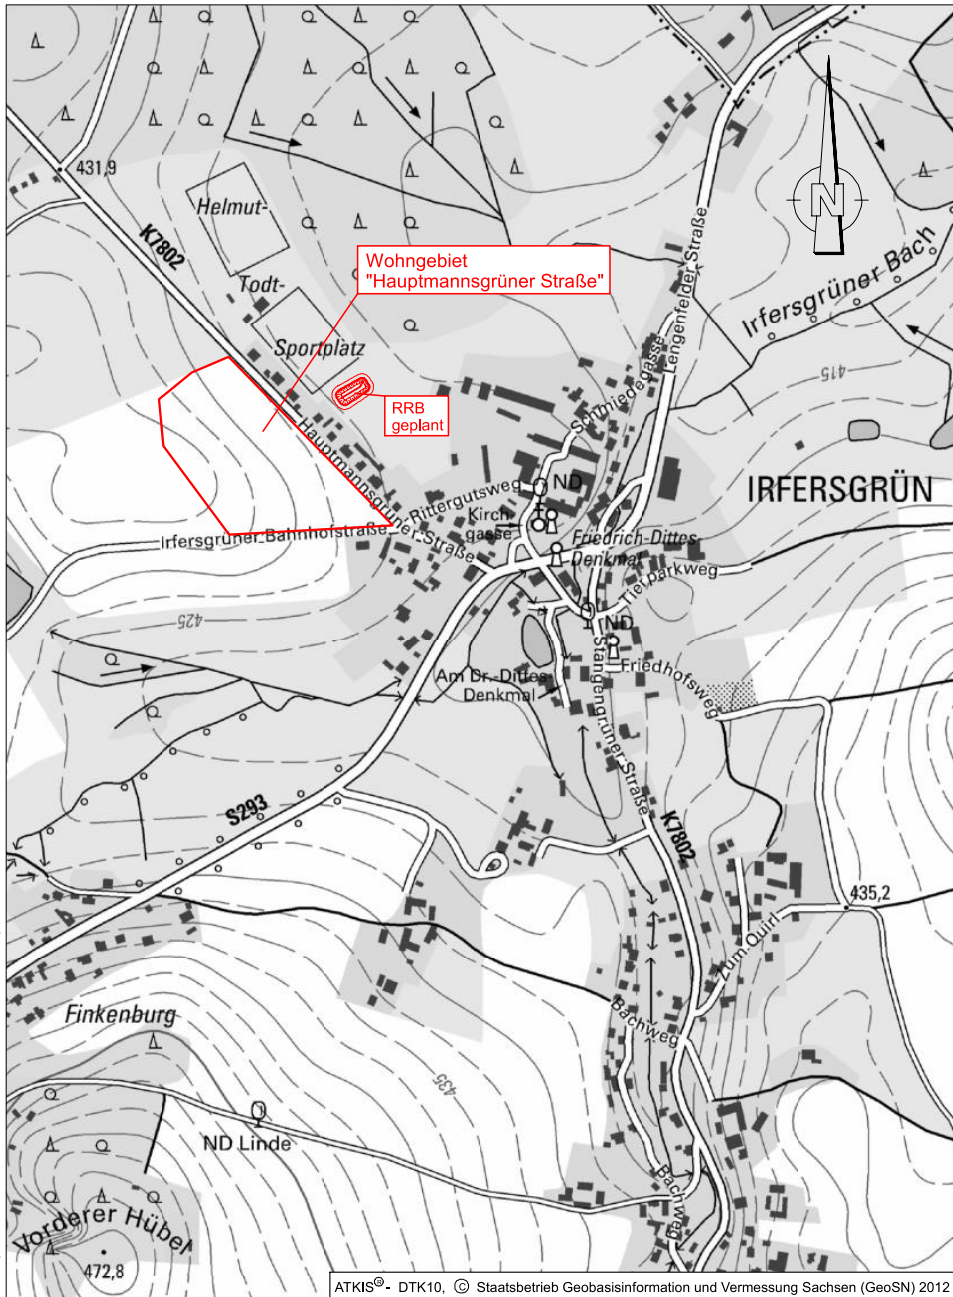 431,9
Helmut-
K7802
Wohngebiet
"Hauptmannsgrüner Straße"
N
Lengenfelder Straße
Irfersgrüner Bach
Todt-
Sportplatz
RRB
geplant
Schmiedegasse
415
Hauptmannsgrüner Straße
Rittergutsweg
ND
IRFERSGRÜN
Kirch-
gasse
Irfersgrüner Bahnhofstraße
Friedrich-Dittes-
Denkmal
Tierparkweg
425
ND
Stangengrüner Straße
Friedhofsweg
Am Dr.-Dittes-
Denkmal
S293
K7802
435,2
Zum Quirl
Finkenburg
Bachweg
435
ND Linde
Bachweg
Vorderer Hübel
472,8
ATKIS® - DTK10, © Staatsbetrieb Geobasisinformation und Vermessung Sachsen (GeoSN) 2012